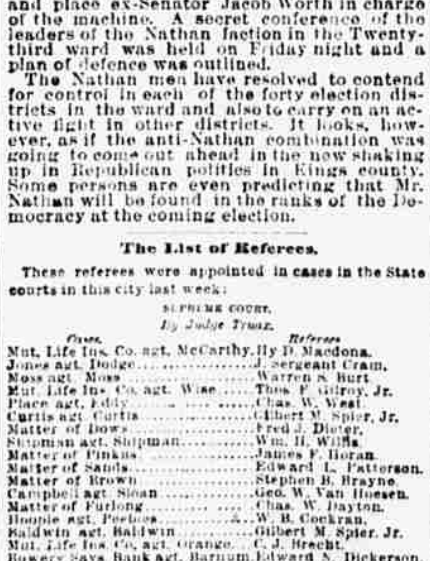 and place ex-Senator Jacob Worth in charge
of the machine. A secret conference of the
leaders of the Nathan faction in the Twenty-
third ward was held on Friday night and a
plan of defence was outlined.
The Nathan men have resolved to contend
for control in each of the forty election dis-
tricts in the ward and also to carry on an ac-
tive fight in other districts. It looks, how-
ever, as if the anti-Nathan combination was
going to come out ahead in the now shaking
up in Republican politics in Kings county.
Some persons are even predicting that Mr.
Nathan will be found in the ranks of the De-
mocracy at the coming election.
The List of Referees.
These referees were appointed in cases in the State
courts in this city last week:
SUPREME COURT.
By Judge Truax.
Cases. Referees
Mut. Life Ins. Co. agt. McCarthy. Hy D. Macdona.
Jones agt. Dodge J. Sergeant Cram.
Moss agt. Moss Warren S. Burt
Mut. Life Ins. Co. agt. Wise Thos. F. Gilroy, Jr.
Place agt. Eddy Chas. W. West.
Curtis agt. Curtis Gilbert M. Spier, Jr.
Matter of Dows Fred J. Dieter.
Shipman agt. Shipman Wm. H. Willis.
Matter of Pinkus James F. Horan.
Matter of Sands Edward L. Patterson.
Matter of Brown Stephen B. Brayne.
Campbell agt. Sloan Geo. W. Van Hoesen.
Matter of Furlong Chas. W. Dayton.
agt. Peebles W. B. Cockran.
Baldwin agt. Baldwin Gilbert M. Spier. Jr.
Mut. Life Ins. Co. agt. Orange C. J. Brecht.
Bowery Savs. Bank agt. Barnum. Edward N. Dickerson.